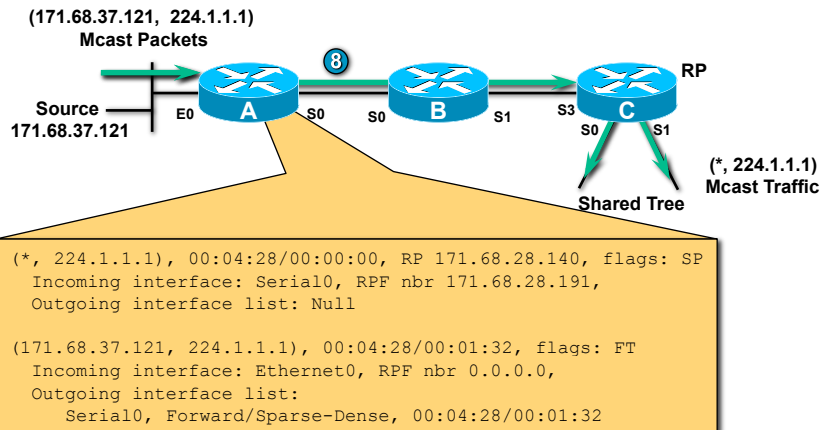 (171.68.37.121, 224.1.1.1)
Mcast Packets
8
RP
Source
171.68.37.121
E0
A
S0
S0
B
S1
S3
C
S0
S1
(*, 224.1.1.1)
Mcast Traffic
Shared Tree
(*, 224.1.1.1), 00:04:28/00:00:00, RP 171.68.28.140, flags: SP
Incoming interface: Serial0, RPF nbr 171.68.28.191,
Outgoing interface list: Null
(171.68.37.121, 224.1.1.1), 00:04:28/00:01:32, flags: FT
Incoming interface: Ethernet0, RPF nbr 0.0.0.0,
Outgoing interface list:
Serial0, Forward/Sparse-Dense, 00:04:28/00:01:32